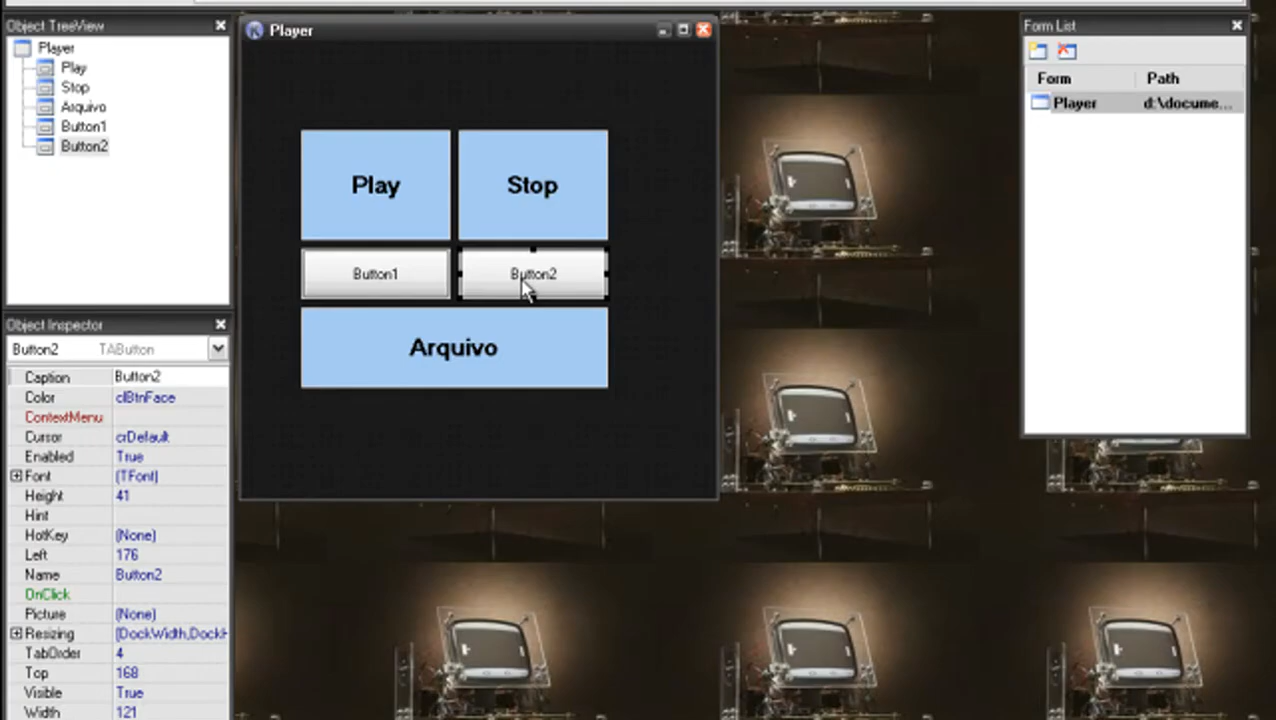 Object TreeView
Player
Play
Stop
Arquivo
Button1
Button2
Object Inspector
Button2 TAButton
Caption Button2
Color clBtnFace
ContextMenu
Cursor crDefault
Enabled True
Font (TFont)
Height 41
Hint
HotKey (None)
Left 176
Name Button2
OnClick
Picture (None)
Resizing (DockWidth,DockH
TabOrder 4
Top 168
Visible True
Width 121
Player
Play Stop
Button1 Button2
Arquivo
Form List
Form Path
Player d:\docume...